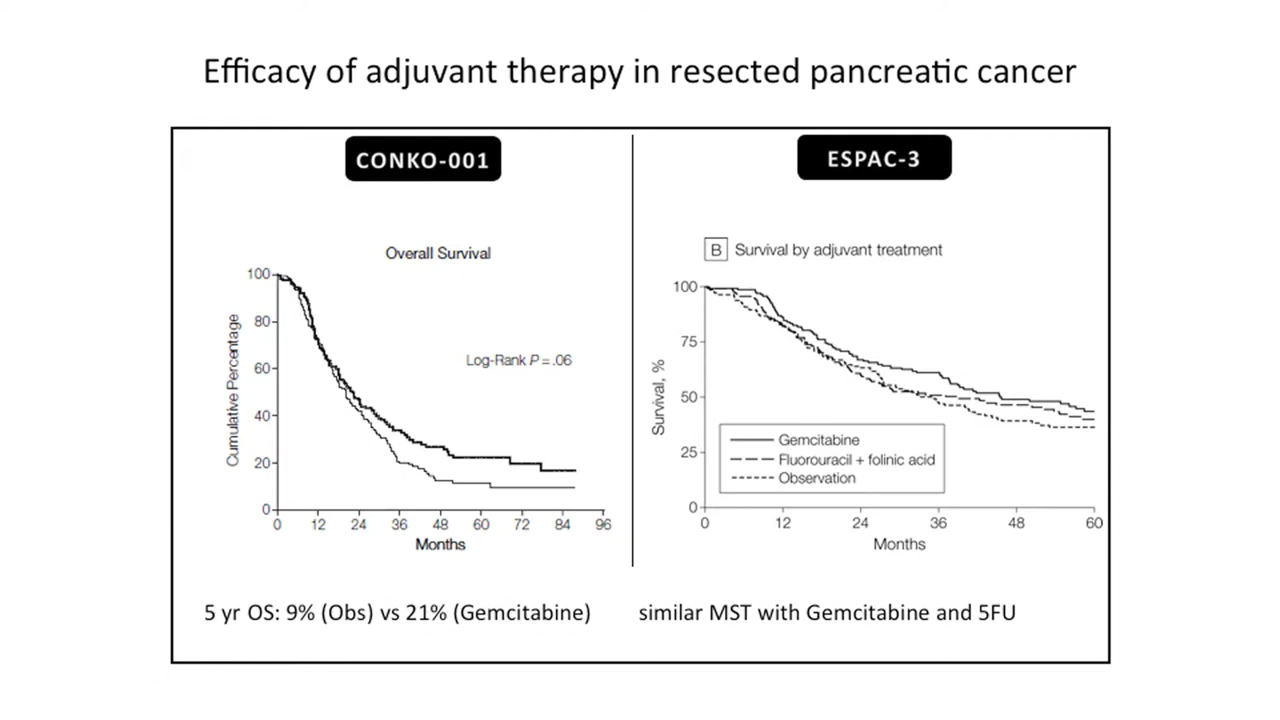 Efficacy of adjuvant therapy in resected pancreatic cancer
CONKO-001
Overall Survival
Cumulative Percentage
100
80
60
40
20
0
Log-Rank P = .06
0 12 24 36 48 60 72 84 96
Months
5 yr OS: 9% (Obs) vs 21% (Gemcitabine)
ESPAC-3
B Survival by adjuvant treatment
Survival, %
100
75
50
25
0
Gemcitabine
Fluorouracil + folinic acid
Observation
0 12 24 36 48 60
Months
similar MST with Gemcitabine and 5FU